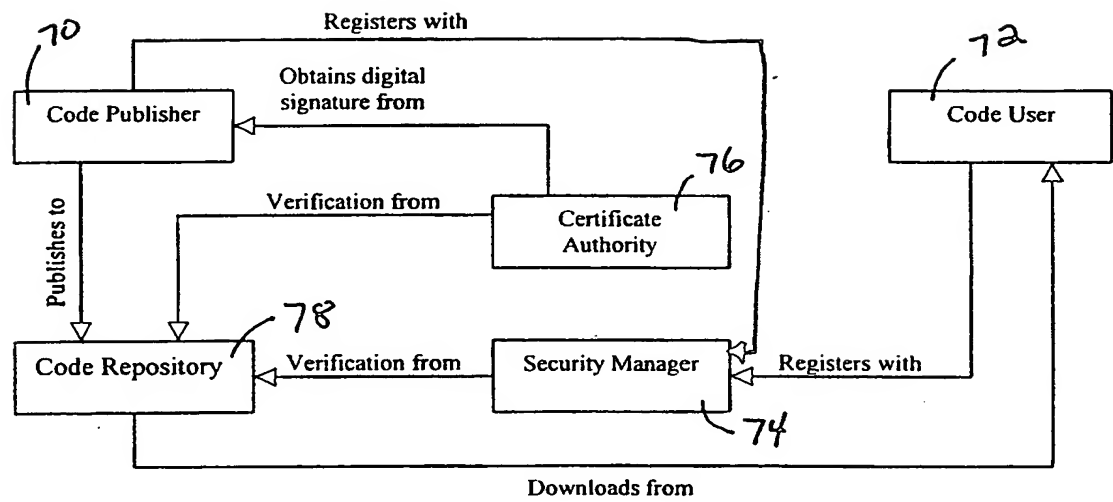 Registers with
70
72
Obtains digital
signature from
Code Publisher
Code User
76
Verification from
Certificate
Authority
Publishes to
78
Code Repository
Verification from
Security Manager
Registers with
74
Downloads from